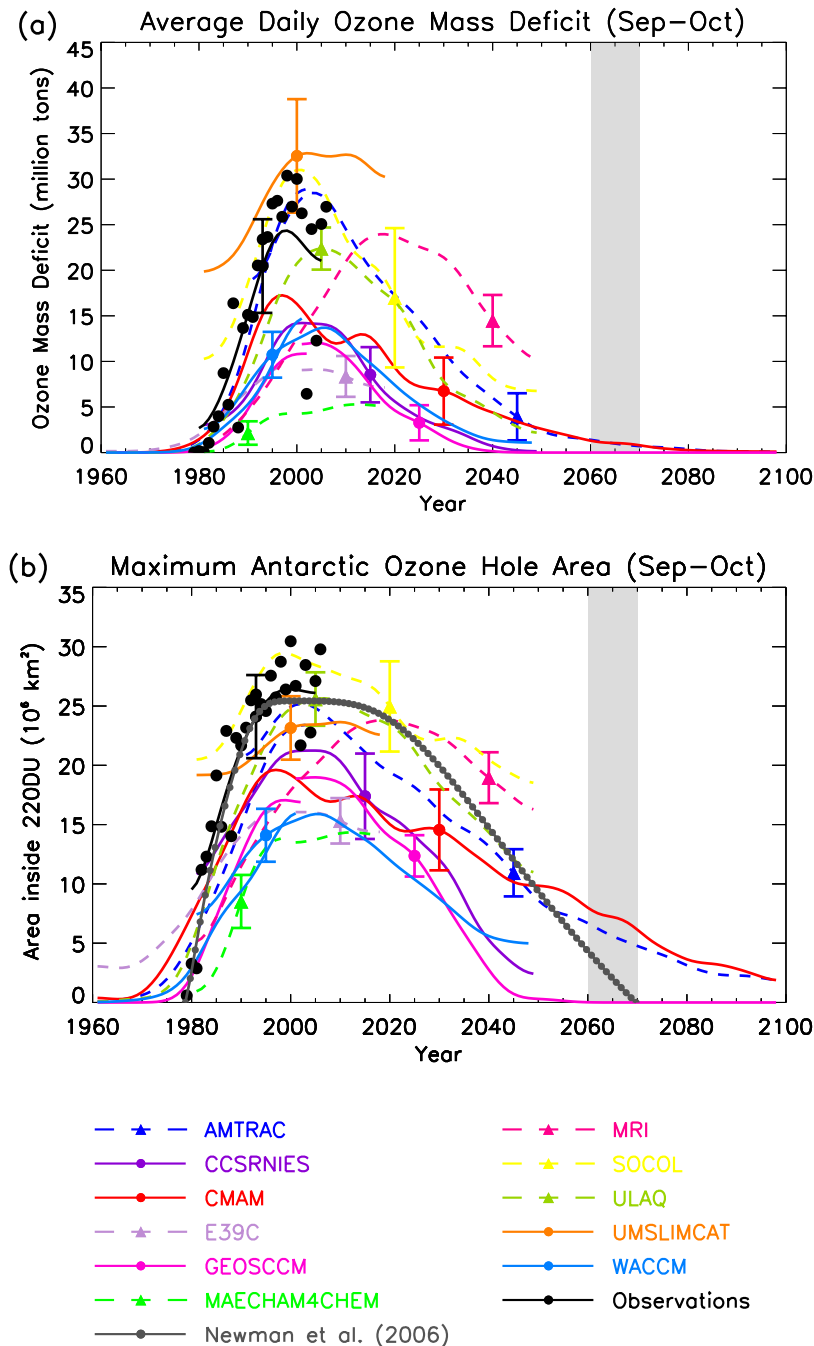 (a) Average Daily Ozone Mass Deficit (Sep-Oct)
Ozone Mass Deficit (million tons)
45
40
35
30
25
20
15
10
5
0
1960 1980 2000 2020 2040 2060 2080 2100
Year
(b) Maximum Antarctic Ozone Hole Area (Sep-Oct)
Area inside 220DU (10⁶ km²)
35
30
25
20
15
10
5
0
1960 1980 2000 2020 2040 2060 2080 2100
Year
AMTRAC
CCSRNIES
CMAM
E39C
GEOSCCM
MAECHAM4CHEM
Newman et al. (2006)
MRI
SOCOL
ULAQ
UMSLIMCAT
WACCM
Observations